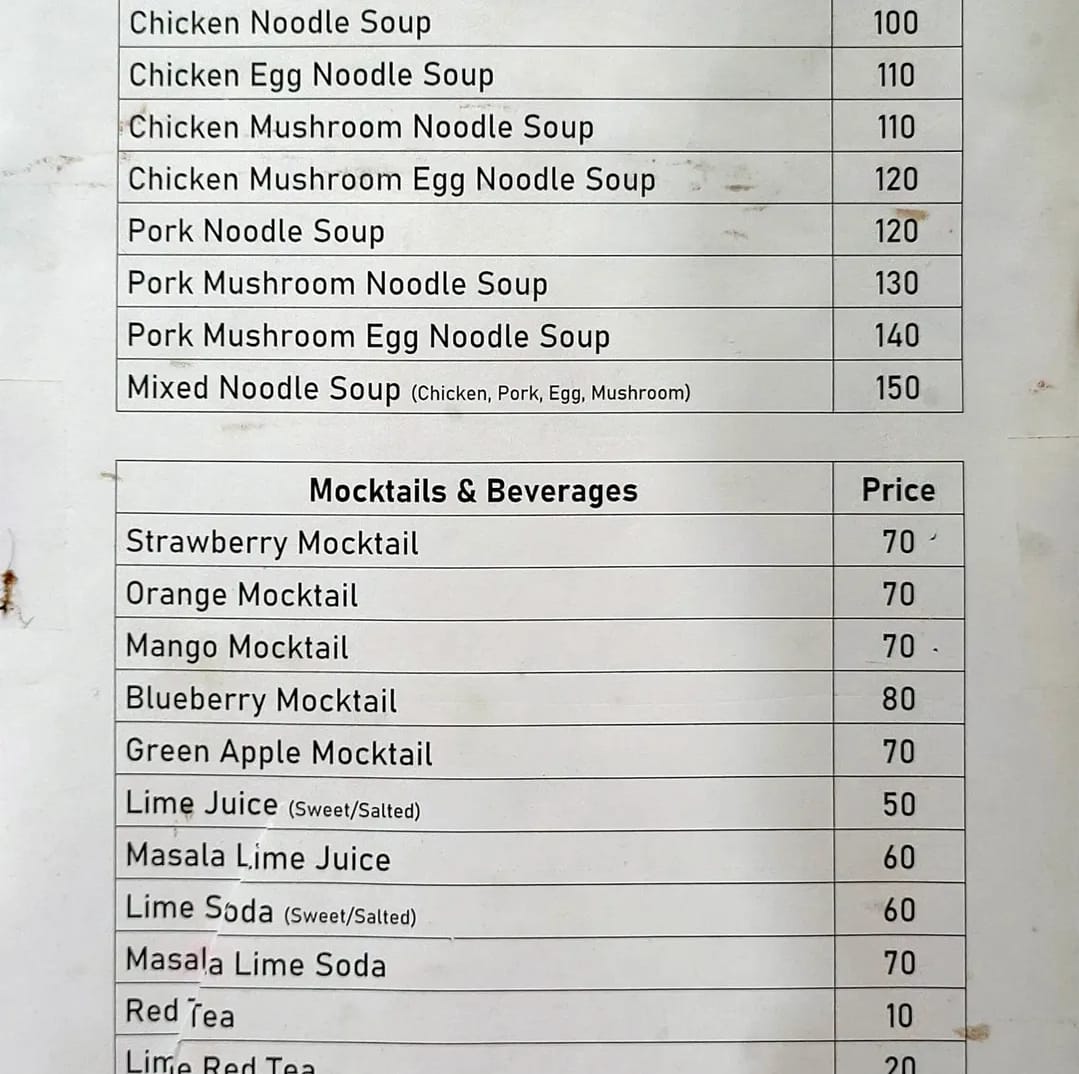 Chicken Noodle Soup 100
Chicken Egg Noodle Soup 110
Chicken Mushroom Noodle Soup 110
Chicken Mushroom Egg Noodle Soup 120
Pork Noodle Soup 120
Pork Mushroom Noodle Soup 130
Pork Mushroom Egg Noodle Soup 140
Mixed Noodle Soup (Chicken, Pork, Egg, Mushroom) 150
Mocktails & Beverages Price
Strawberry Mocktail 70
Orange Mocktail 70
Mango Mocktail 70
Blueberry Mocktail 80
Green Apple Mocktail 70
Lime Juice (Sweet/Salted) 50
Masala Lime Juice 60
Lime Soda (Sweet/Salted) 60
Masala Lime Soda 70
Red Tea 10
Lime Red Tea 20